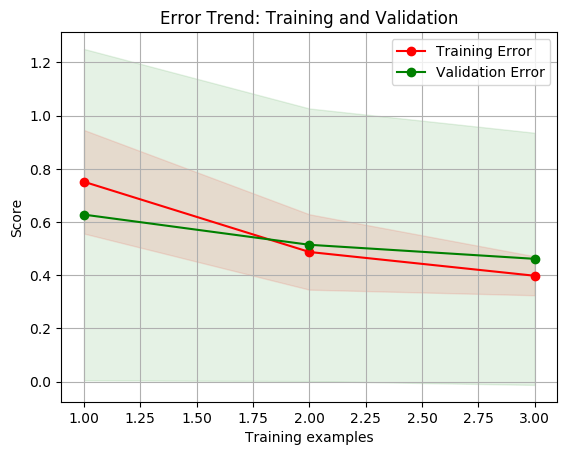 Error Trend: Training and Validation
Training Error
Validation Error
Score
1.2
1.0
0.8
0.6
0.4
0.2
0.0
1.00 1.25 1.50 1.75 2.00 2.25 2.50 2.75 3.00
Training examples